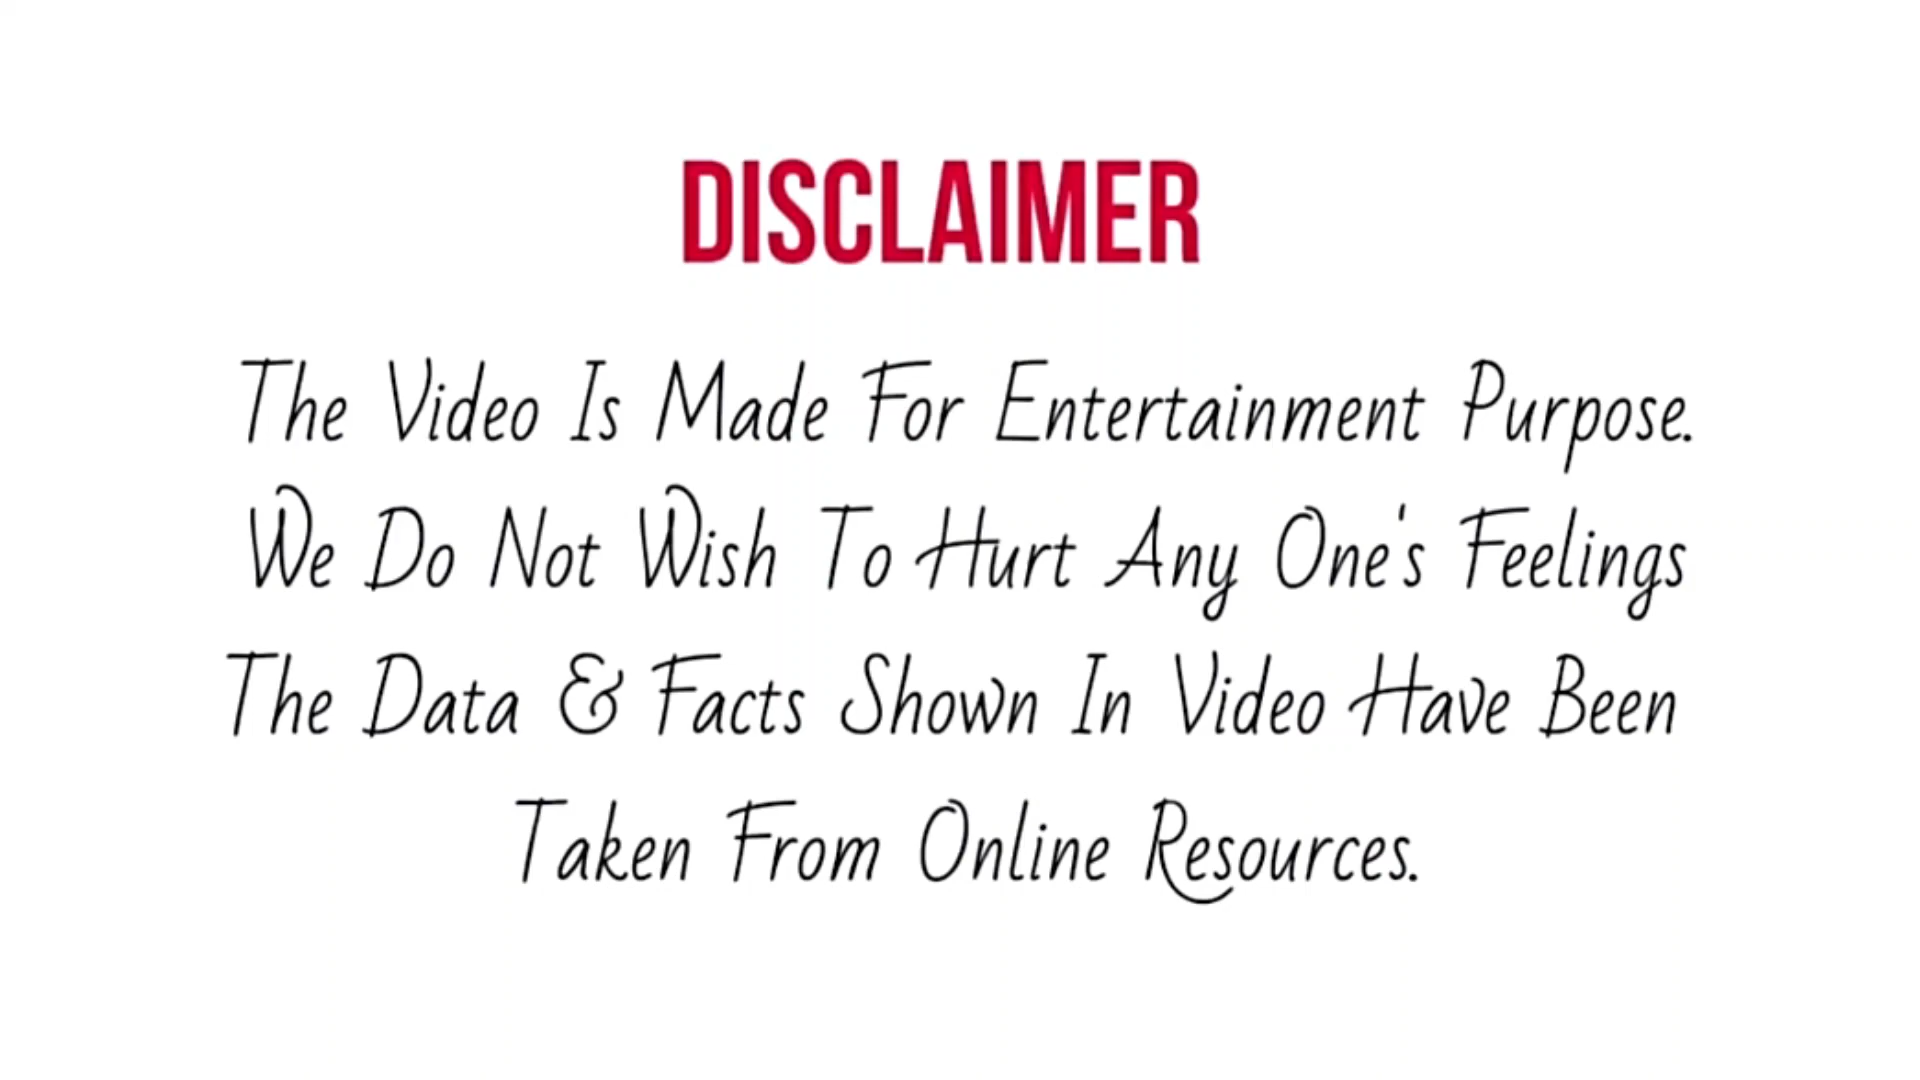 DISCLAIMER
The Video Is Made For Entertainment Purpose.
We Do Not Wish To Hurt Any One's Feelings
The Data & Facts Shown In Video Have Been
Taken From Online Resources.